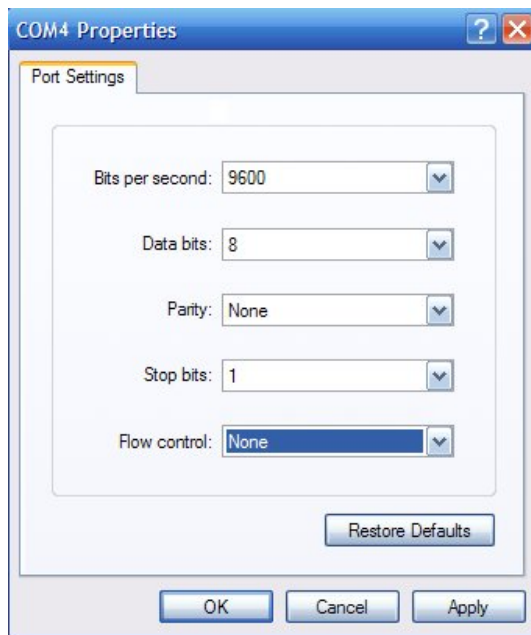 COM4 Properties
Port Settings
Bits per second: 9600
Data bits: 8
Parity: None
Stop bits: 1
Flow control: None
Restore Defaults
OK Cancel Apply